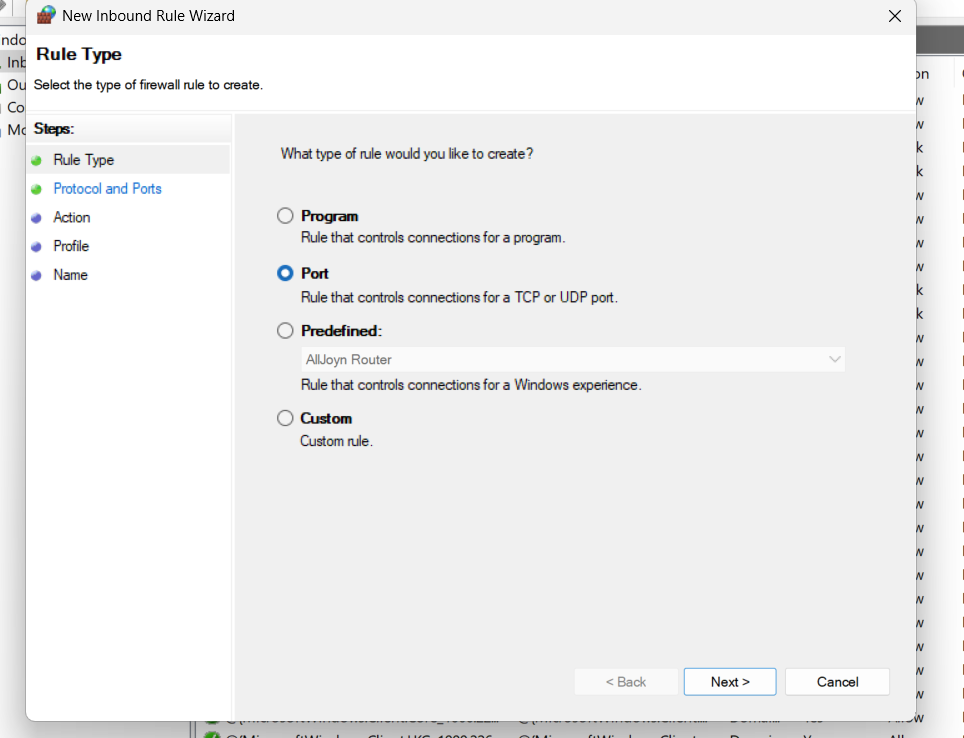 New Inbound Rule Wizard
Rule Type
Select the type of firewall rule to create.
Steps:
Rule Type
Protocol and Ports
Action
Profile
Name
What type of rule would you like to create?
Program
Rule that controls connections for a program.
Port
Rule that controls connections for a TCP or UDP port.
Predefined:
AllJoyn Router
Rule that controls connections for a Windows experience.
Custom
Custom rule.
< Back
Next >
Cancel